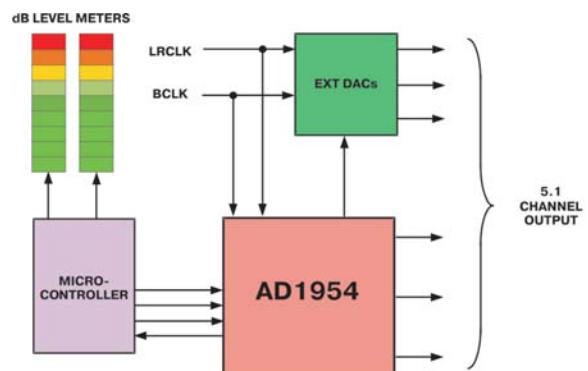 dB LEVEL METERS
LRCLK
BCLK
EXT DACs
5.1
CHANNEL
OUTPUT
MICRO-
CONTROLLER
AD1954